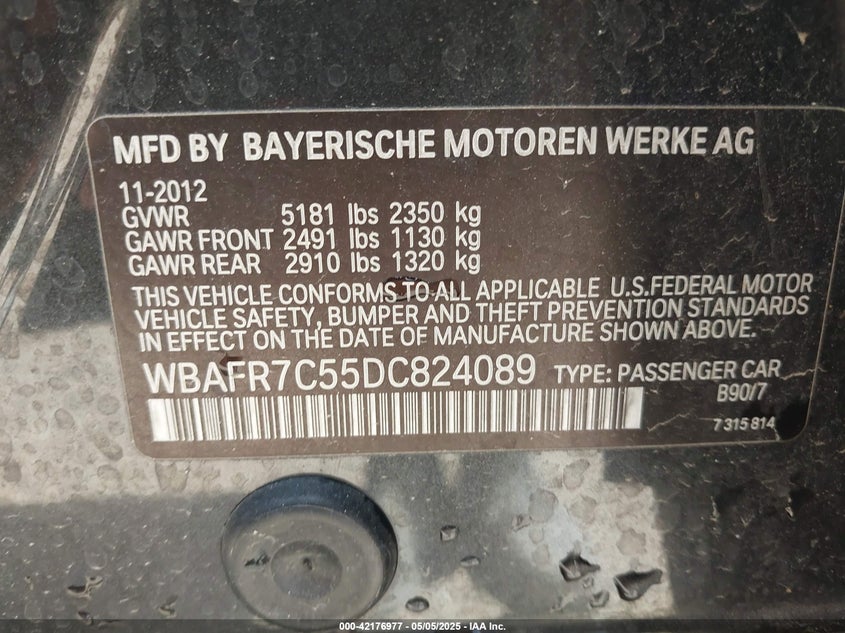 MFD BY BAYERISCHE MOTOREN WERKE AG
11-2012
GVWR 5181 lbs 2350 kg
GAWR FRONT 2491 lbs 1130 kg
GAWR REAR 2910 lbs 1320 kg
THIS VEHICLE CONFORMS TO ALL APPLICABLE U.S.FEDERAL MOTOR
VEHICLE SAFETY, BUMPER AND THEFT PREVENTION STANDARDS
IN EFFECT ON THE DATE OF MANUFACTURE SHOWN ABOVE.
WBAFR7C55DC824089 TYPE: PASSENGER CAR
B90/7
7 315 814
000-42176977 - 05/05/2025 - IAA Inc.